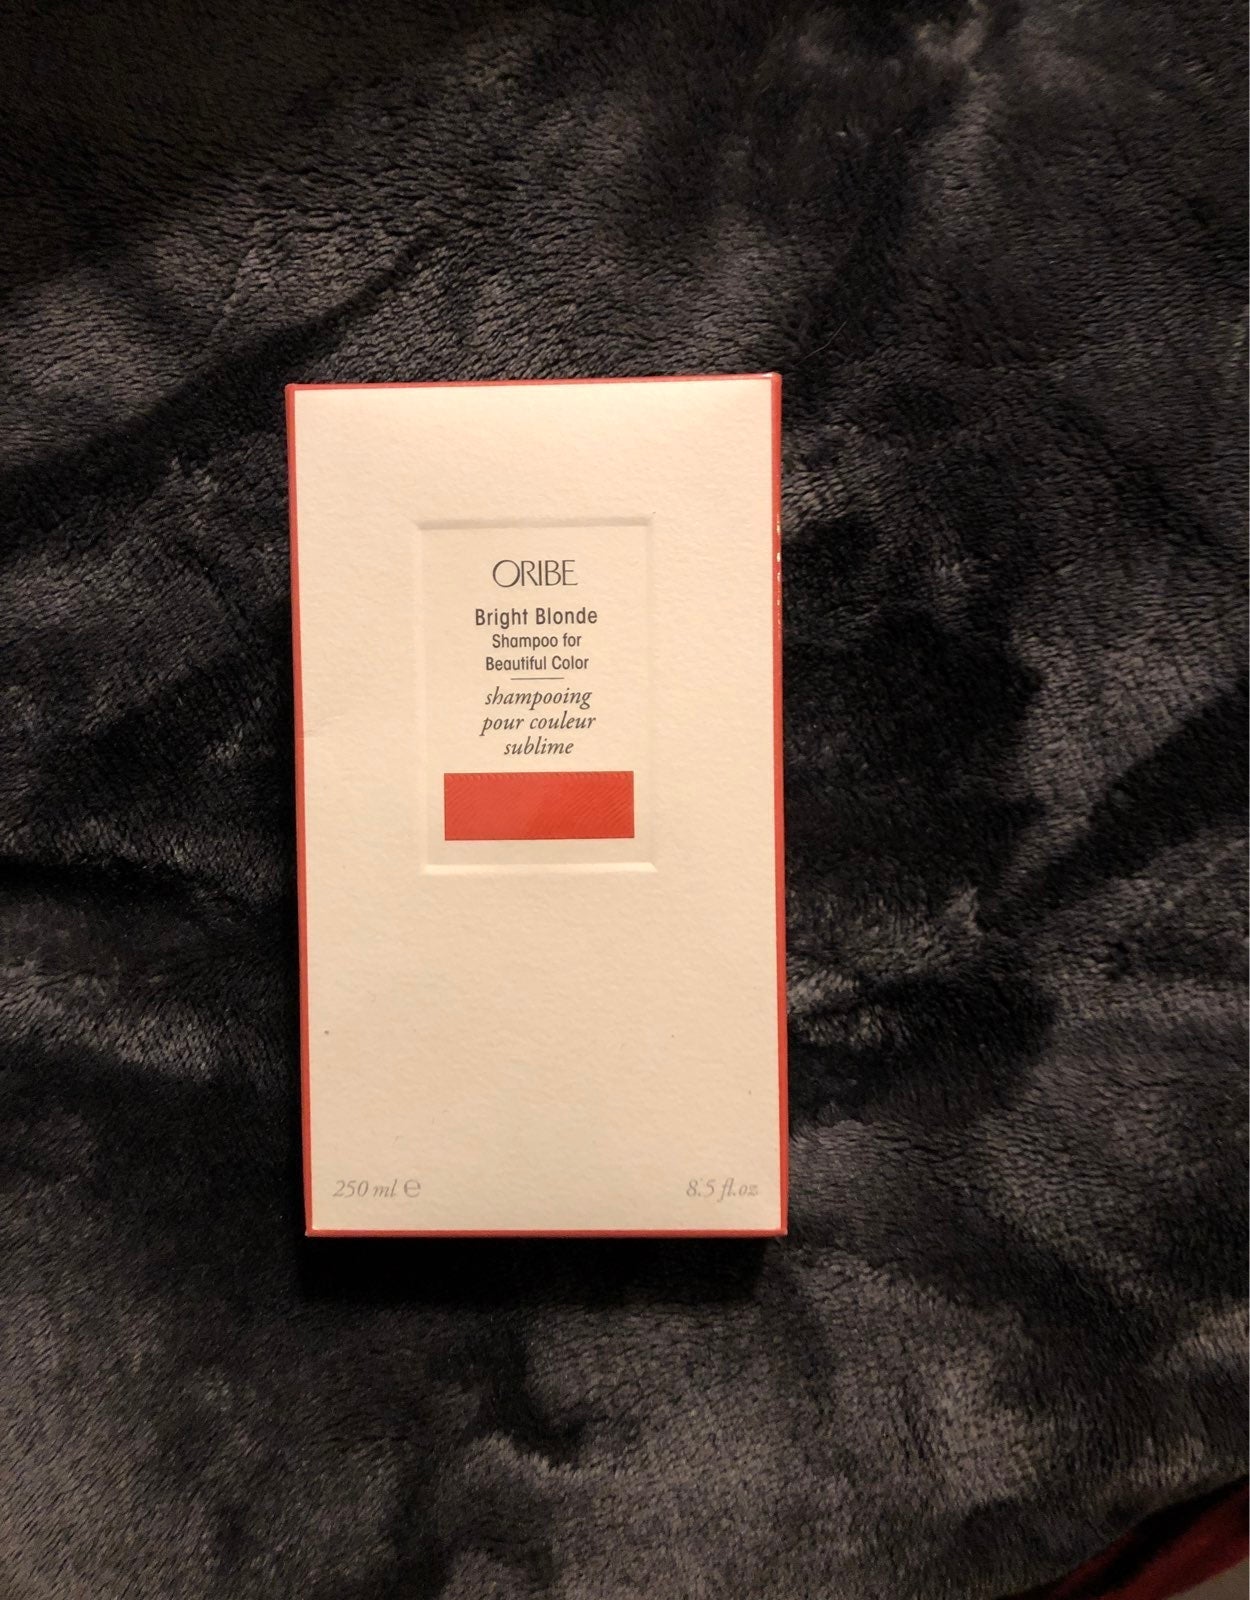 ORIBE
Bright Blonde
Shampoo for
Beautiful Color
shampooing
pour couleur
sublime
250 ml ℮
8.5 fl.oz